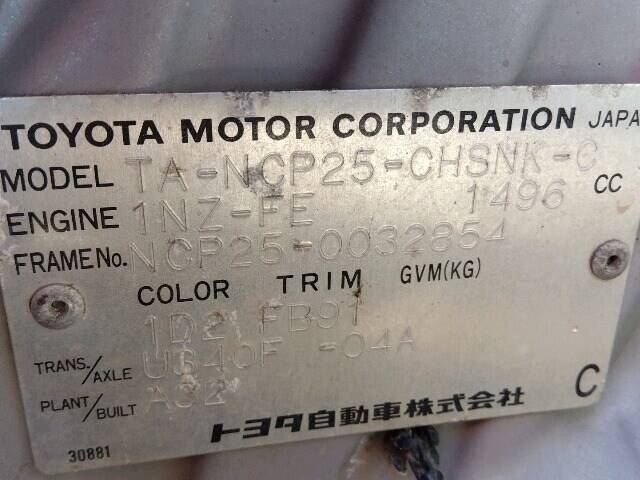 TOYOTA MOTOR CORPORATION JAPA
MODEL TA-NCP25-CHSNK-C
ENGINE 1NZ-FE 1496 CC
FRAME No. NCP25-0032854
COLOR TRIM GVM(KG)
1D2 FB91
TRANS./AXLE U340F -04A
PLANT/BUILT A32
C
トヨタ自動車株式会社
30881